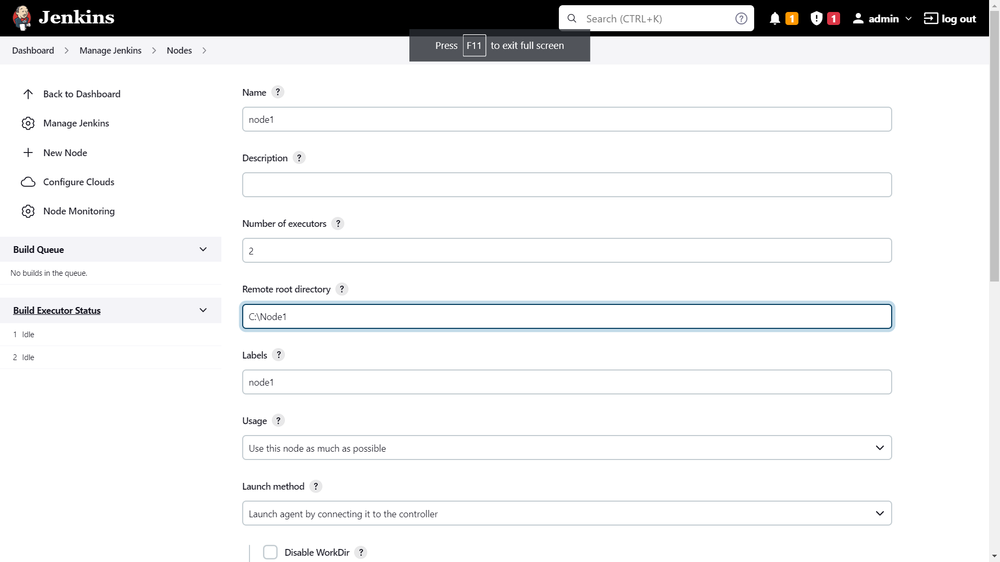 Jenkins
Search (CTRL+K) ?
1
1
admin
log out
Press F11 to exit full screen
Dashboard
Manage Jenkins
Nodes
Back to Dashboard
Manage Jenkins
New Node
Configure Clouds
Node Monitoring
Build Queue
No builds in the queue.
Build Executor Status
1 Idle
2 Idle
Name ?
node1
Description ?
Number of executors ?
2
Remote root directory ?
C:\Node1
Labels ?
node1
Usage ?
Use this node as much as possible
Launch method ?
Launch agent by connecting it to the controller
Disable WorkDir ?